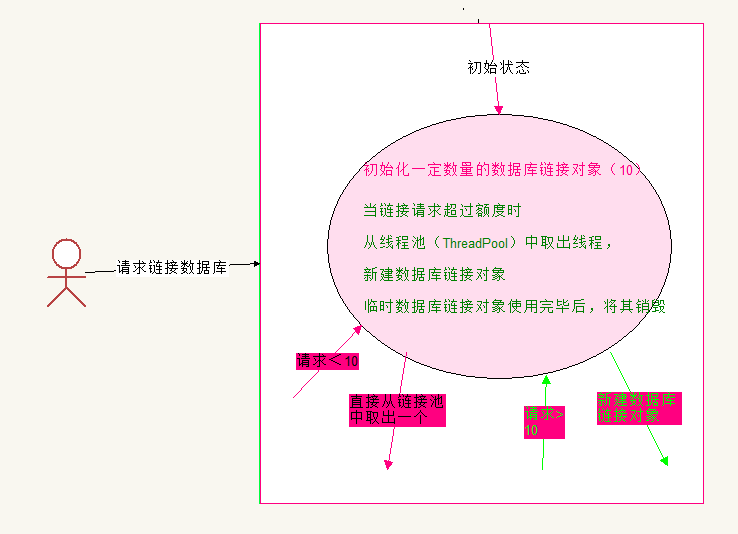 初始状态
初始化一定数量的数据库链接对象（10）
当链接请求超过额度时
从线程池（ThreadPool）中取出线程，
新建数据库链接对象
临时数据库链接对象使用完毕后，将其销毁
请求链接数据库
请求＜10
直接从链接池
中取出一个
请求>
10
新建数据库
链接对象